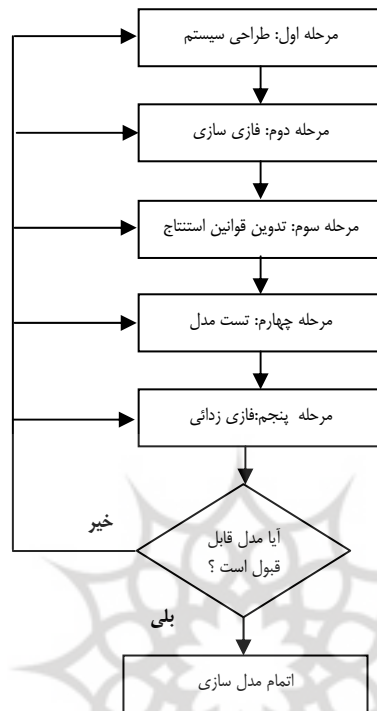 مرحله اول: طراحی سیستم
مرحله دوم: فازی سازی
مرحله سوم: تدوین قوانین استنتاج
مرحله چهارم: تست مدل
مرحله پنجم:فازی زدائی
آیا مدل قابل
قبول است ؟
خیر
بلی
اتمام مدل سازی